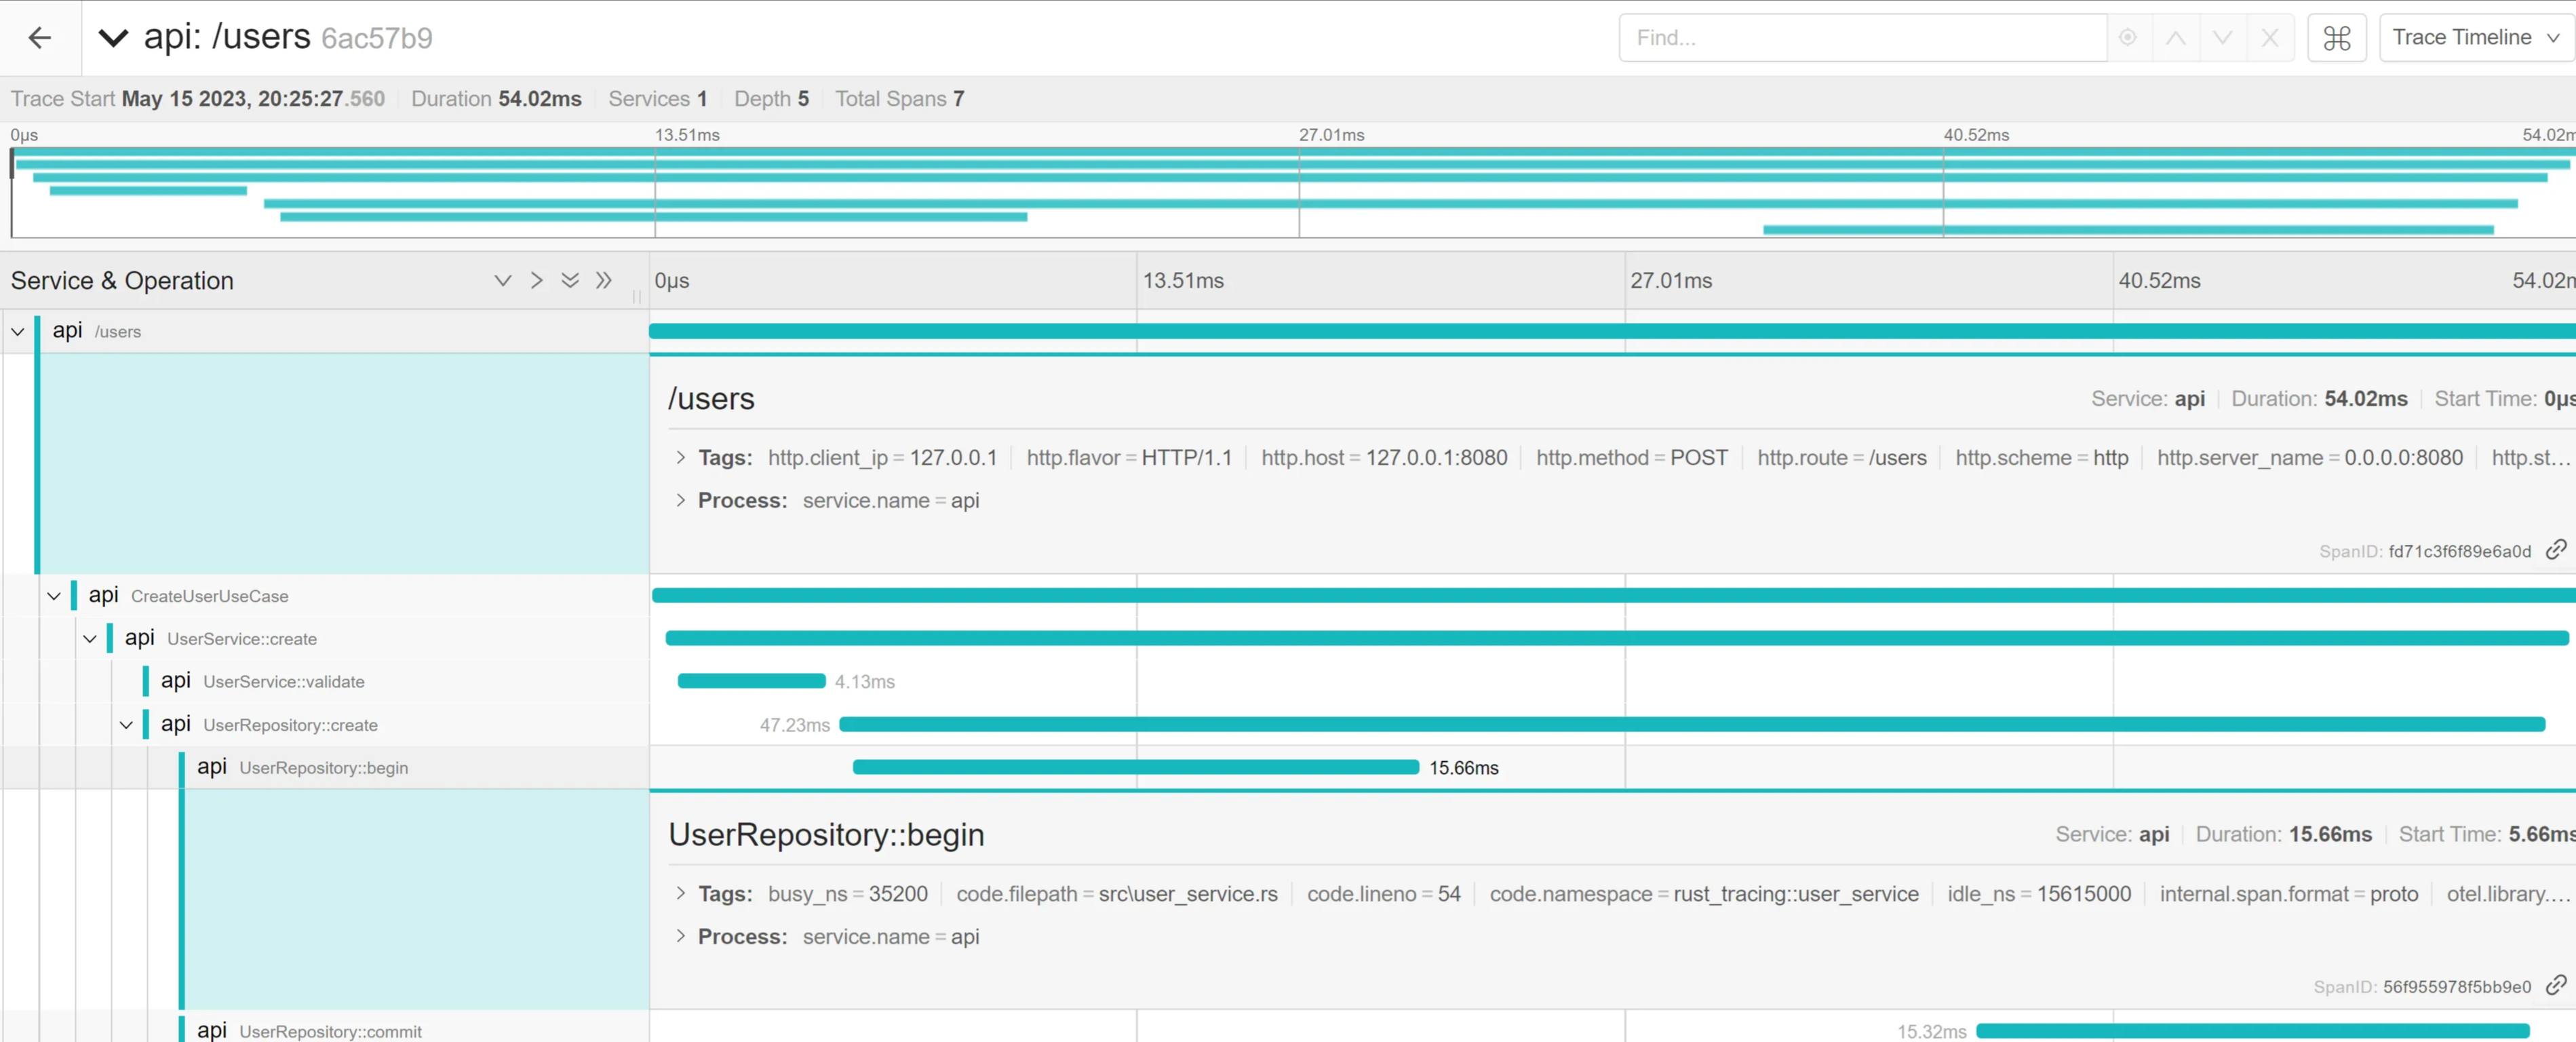 api: /users 6ac57b9 Find... Trace Timeline
Trace Start May 15 2023, 20:25:27.560 Duration 54.02ms Services 1 Depth 5 Total Spans 7
0μs 13.51ms 27.01ms 40.52ms 54.02m
Service & Operation 0μs 13.51ms 27.01ms 40.52ms 54.02m
api /users
/users Service: api Duration: 54.02ms Start Time: 0μs
Tags: http.client_ip = 127.0.0.1 http.flavor = HTTP/1.1 http.host = 127.0.0.1:8080 http.method = POST http.route = /users http.scheme = http http.server_name = 0.0.0.0:8080 http.st...
Process: service.name = api
SpanID: fd71c3f6f89e6a0d
api CreateUserUseCase
api UserService::create
api UserService::validate 4.13ms
api UserRepository::create 47.23ms
api UserRepository::begin 15.66ms
UserRepository::begin Service: api Duration: 15.66ms Start Time: 5.66ms
Tags: busy_ns = 35200 code.filepath = src\user_service.rs code.lineno = 54 code.namespace = rust_tracing::user_service idle_ns = 15615000 internal.span.format = proto otel.library....
Process: service.name = api
SpanID: 56f955978f5bb9e0
api UserRepository::commit 15.32ms